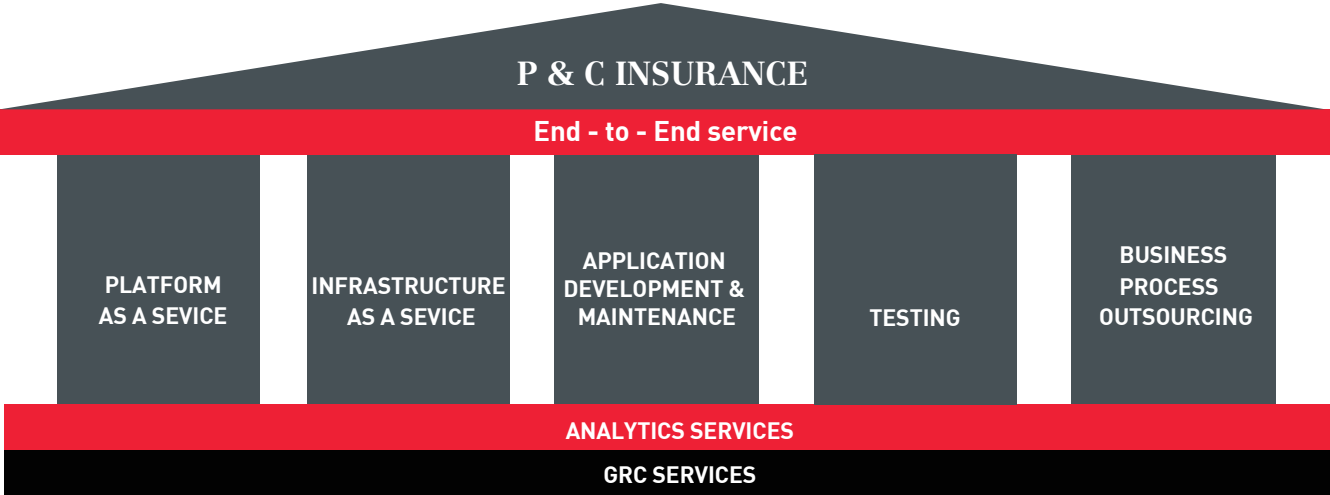 P & C INSURANCE
End - to - End service
PLATFORM
AS A SEVICE
INFRASTRUCTURE
AS A SEVICE
APPLICATION
DEVELOPMENT &
MAINTENANCE
TESTING
BUSINESS
PROCESS
OUTSOURCING
ANALYTICS SERVICES
GRC SERVICES